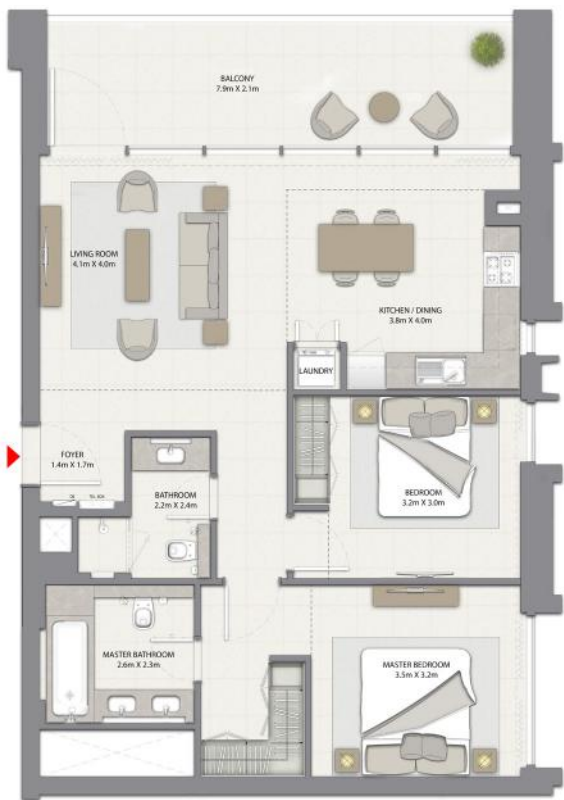 BALCONY
7.9m X 2.1m
LIVING ROOM
4.1m X 4.0m
KITCHEN / DINING
3.8m X 4.0m
LAUNDRY
FOYER
1.4m X 1.7m
BATHROOM
2.2m X 2.4m
BEDROOM
3.2m X 3.0m
MASTER BATHROOM
2.6m X 2.3m
MASTER BEDROOM
3.5m X 3.2m